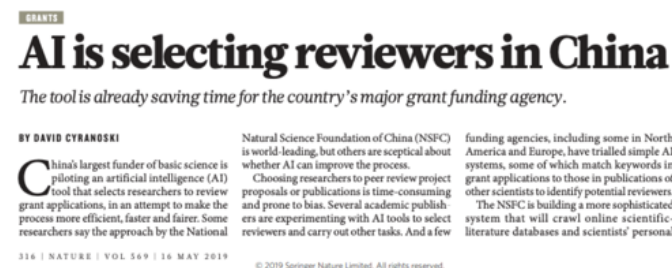 GRANTS
AI is selecting reviewers in China
The tool is already saving time for the country's major grant funding agency.
BY DAVID CYRANOSKI
China's largest funder of basic science is
piloting an artificial intelligence (AI)
tool that selects researchers to review
grant applications, in an attempt to make the
process more efficient, faster and fairer. Some
researchers say the approach by the National
Natural Science Foundation of China (NSFC)
is world-leading, but others are sceptical about
whether AI can improve the process.
Choosing researchers to peer review project
proposals or publications is time-consuming
and prone to bias. Several academic publish-
ers are experimenting with AI tools to select
reviewers and carry out other tasks. And a few
funding agencies, including some in North
America and Europe, have trialled simple AI
systems, some of which match keywords in
grant applications to those in publications of
other scientists to identify potential reviewers.
The NSFC is building a more sophisticated
system that will crawl online scientific-
literature databases and scientists' personal
316 | NATURE | VOL 569 | 16 MAY 2019
© 2019 Springer Nature Limited. All rights reserved.